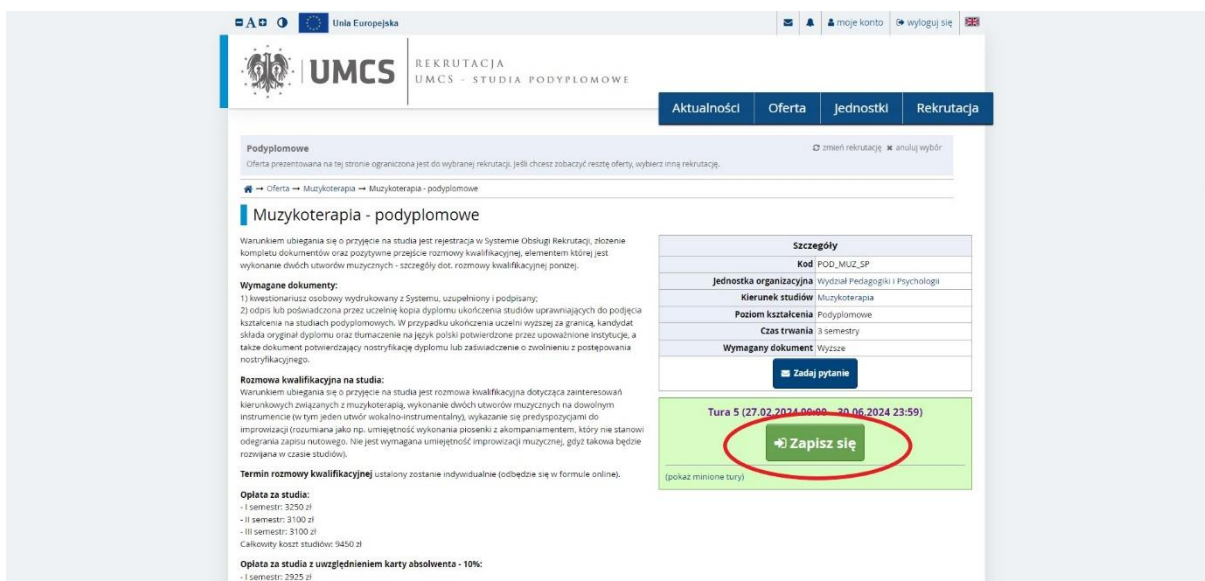 A
Unia Europejska
moje konto
wyloguj się
UMCS
REKRUTACJA
UMCS - STUDIA PODYPLOMOWE
Aktualności
Oferta
Jednostki
Rekrutacja
Podyplomowe
zmień rekrutację
anuluj wybór
Oferta prezentowana na tej stronie ograniczona jest do wybranej rekrutacji. Jeśli chcesz zobaczyć resztę oferty, wybierz inną rekrutację.
→ Oferta → Muzykoterapia → Muzykoterapia - podyplomowe
Muzykoterapia - podyplomowe
Warunkiem ubiegania się o przyjęcie na studia jest rejestracja w Systemie Obsługi Rekrutacji, złożenie
kompletu dokumentów oraz pozytywne przejście rozmowy kwalifikacyjnej, elementem której jest
wykonanie dwóch utworów muzycznych - szczegóły dot. rozmowy kwalifikacyjnej poniżej.
Wymagane dokumenty:
1) kwestionariusz osobowy wydrukowany z Systemu, uzupełniony i podpisany;
2) odpis lub poświadczona przez uczelnię kopia dyplomu ukończenia studiów uprawniających do podjęcia
kształcenia na studiach podyplomowych. W przypadku ukończenia uczelni wyższej za granicą, kandydat
składa oryginał dyplomu oraz tłumaczenie na język polski potwierdzone przez upoważnione instytucje, a
także dokument potwierdzający nostryfikację dyplomu lub zaświadczenie o zwolnieniu z postępowania
nostryfikacyjnego.
Rozmowa kwalifikacyjna na studia:
Warunkiem ubiegania się o przyjęcie na studia jest rozmowa kwalifikacyjna dotycząca zainteresowań
kierunkowych związanych z muzykoterapią, wykonanie dwóch utworów muzycznych na dowolnym
instrumencie (w tym jeden utwór wokalno-instrumentalny), wykazanie się predyspozycjami do
improwizacji (rozumiana jako np. umiejętność wykonania piosenki z akompaniamentem, który nie stanowi
odegrania zapisu nutowego. Nie jest wymagana umiejętność improwizacji muzycznej, gdyż takowa będzie
rozwijana w czasie studiów).
Termin rozmowy kwalifikacyjnej ustalony zostanie indywidualnie (odbędzie się w formule online).
Opłata za studia:
- I semestr: 3250 zł
- II semestr: 3100 zł
- III semestr: 3100 zł
Całkowity koszt studiów: 9450 zł
Opłata za studia z uwzględnieniem karty absolwenta - 10%:
- I semestr: 2925 zł
Szczegóły
Kod POD_MUZ_SP
Jednostka organizacyjna Wydział Pedagogiki i Psychologii
Kierunek studiów Muzykoterapia
Poziom kształcenia Podyplomowe
Czas trwania 3 semestry
Wymagany dokument Wyższe
Zadaj pytanie
Tura 5 (27.02.2024 00:00 – 30.06.2024 23:59)
Zapisz się
(pokaż minione tury)